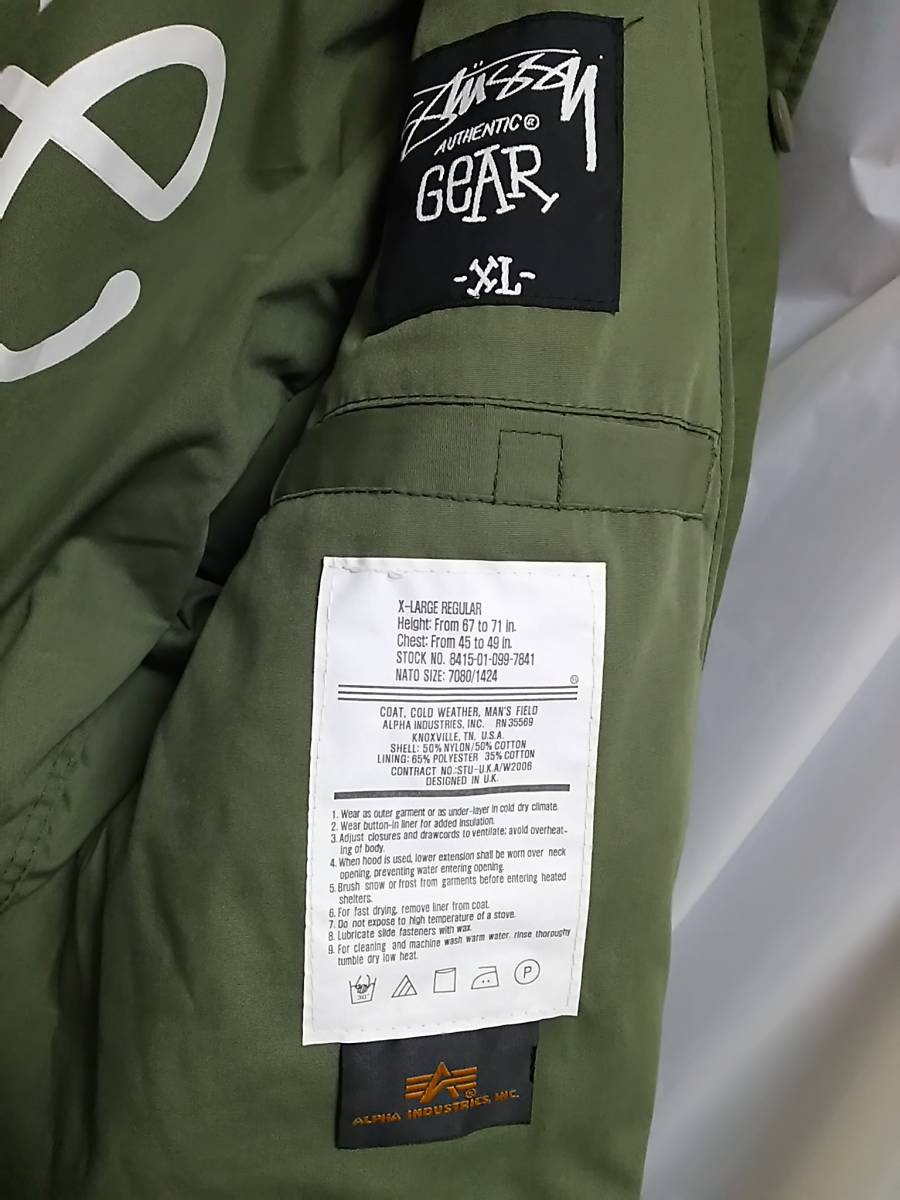 STÜSSY
AUTHENTIC®
GEAR
-XL-
X-LARGE REGULAR
Height: From 67 to 71 in.
Chest: From 45 to 49 in.
STOCK NO. 8415-01-099-7841
NATO SIZE: 7080/1424
®
COAT, COLD WEATHER, MAN'S FIELD
ALPHA INDUSTRIES, INC. RN 35569
KNOXVILLE, TN. U.S.A.
SHELL: 50% NYLON/50% COTTON
LINING: 65% POLYESTER 35% COTTON
CONTRACT NO.:STU-U.K.A/W2006
DESIGNED IN U.K.
1. Wear as outer garment or as under-layer in cold dry climate.
2. Wear button-in liner for added insulation.
3. Adjust closures and drawcords to ventilate; avoid overheat-
ing of body.
4. When hood is used, lower extension shall be worn over neck
opening, preventing water entering opening.
5. Brush snow or frost from garments before entering heated
shelters.
6. For fast drying, remove liner from coat.
7. Do not expose to high temperature of a stove.
8. Lubricate slide fasteners with wax.
9. For cleaning and machine wash warm water, rinse thoroughy
tumble dry low heat.
30° P
®
ALPHA INDUSTRIES, INC.